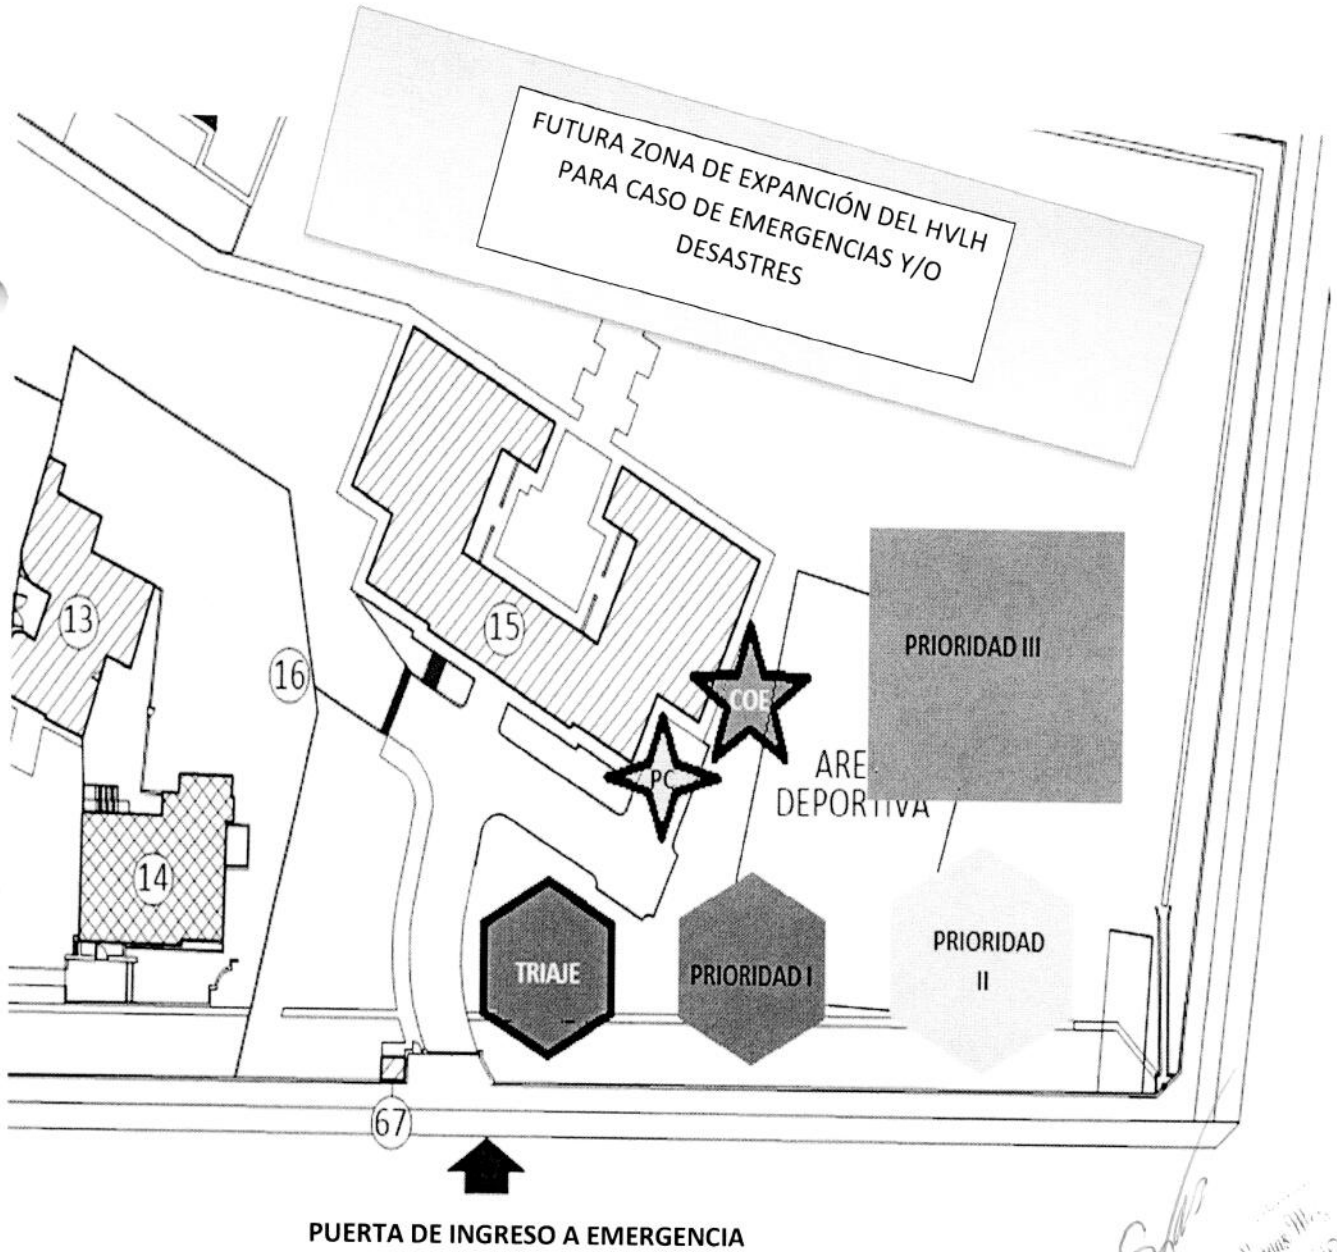 FUTURA ZONA DE EXPANCIÓN DEL HVLH
PARA CASO DE EMERGENCIAS Y/O
DESASTRES
13
15
16
PRIORIDAD III
COE
PC
ARE
DEPORTIVA
14
TRIAJE
PRIORIDAD I
PRIORIDAD
II
67
PUERTA DE INGRESO A EMERGENCIA